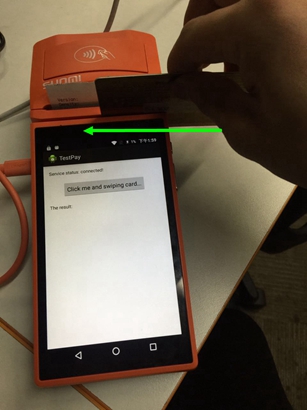 SUNMI
TestPay
Service status: connected!
Click me and swiping card...
The result: